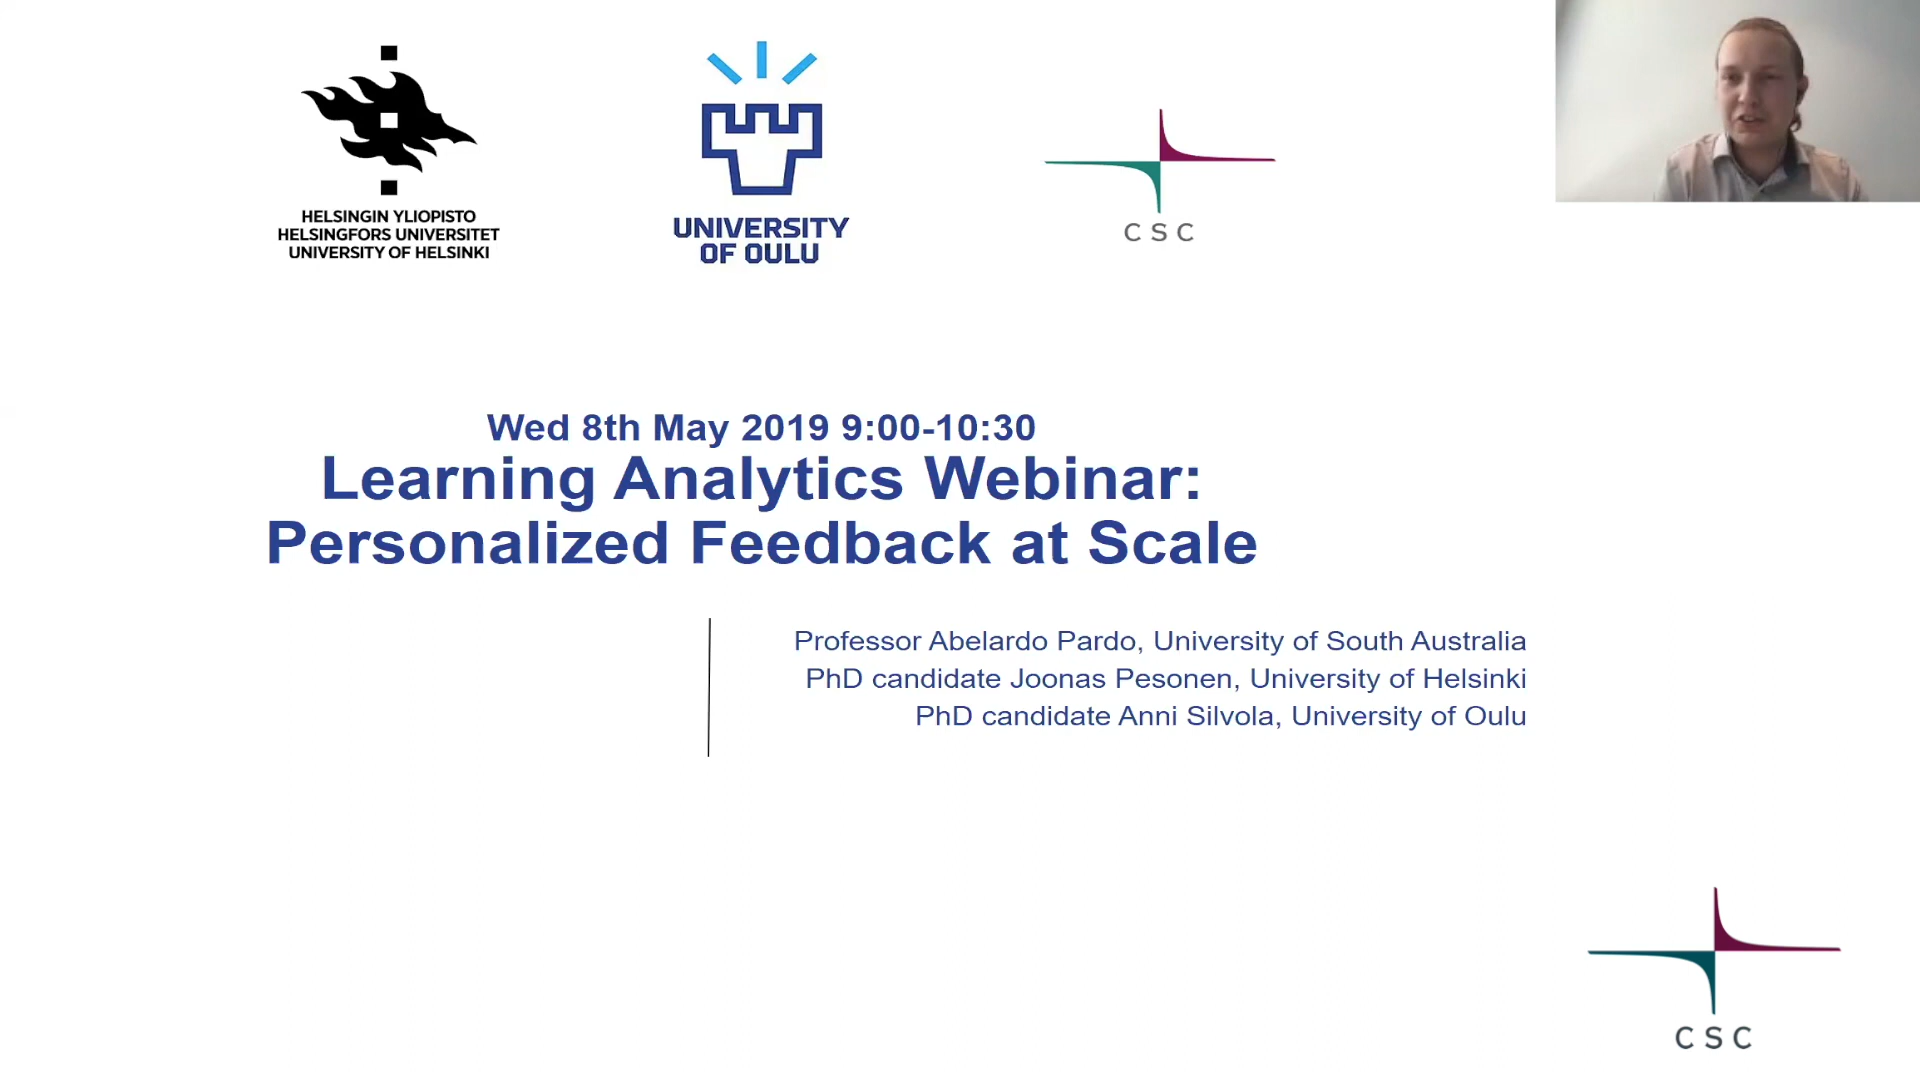 HELSINGIN YLIOPISTO
HELSINGFORS UNIVERSITET
UNIVERSITY OF HELSINKI
UNIVERSITY
OF OULU
CSC
Wed 8th May 2019 9:00-10:30
Learning Analytics Webinar:
Personalized Feedback at Scale
Professor Abelardo Pardo, University of South Australia
PhD candidate Joonas Pesonen, University of Helsinki
PhD candidate Anni Silvola, University of Oulu
CSC